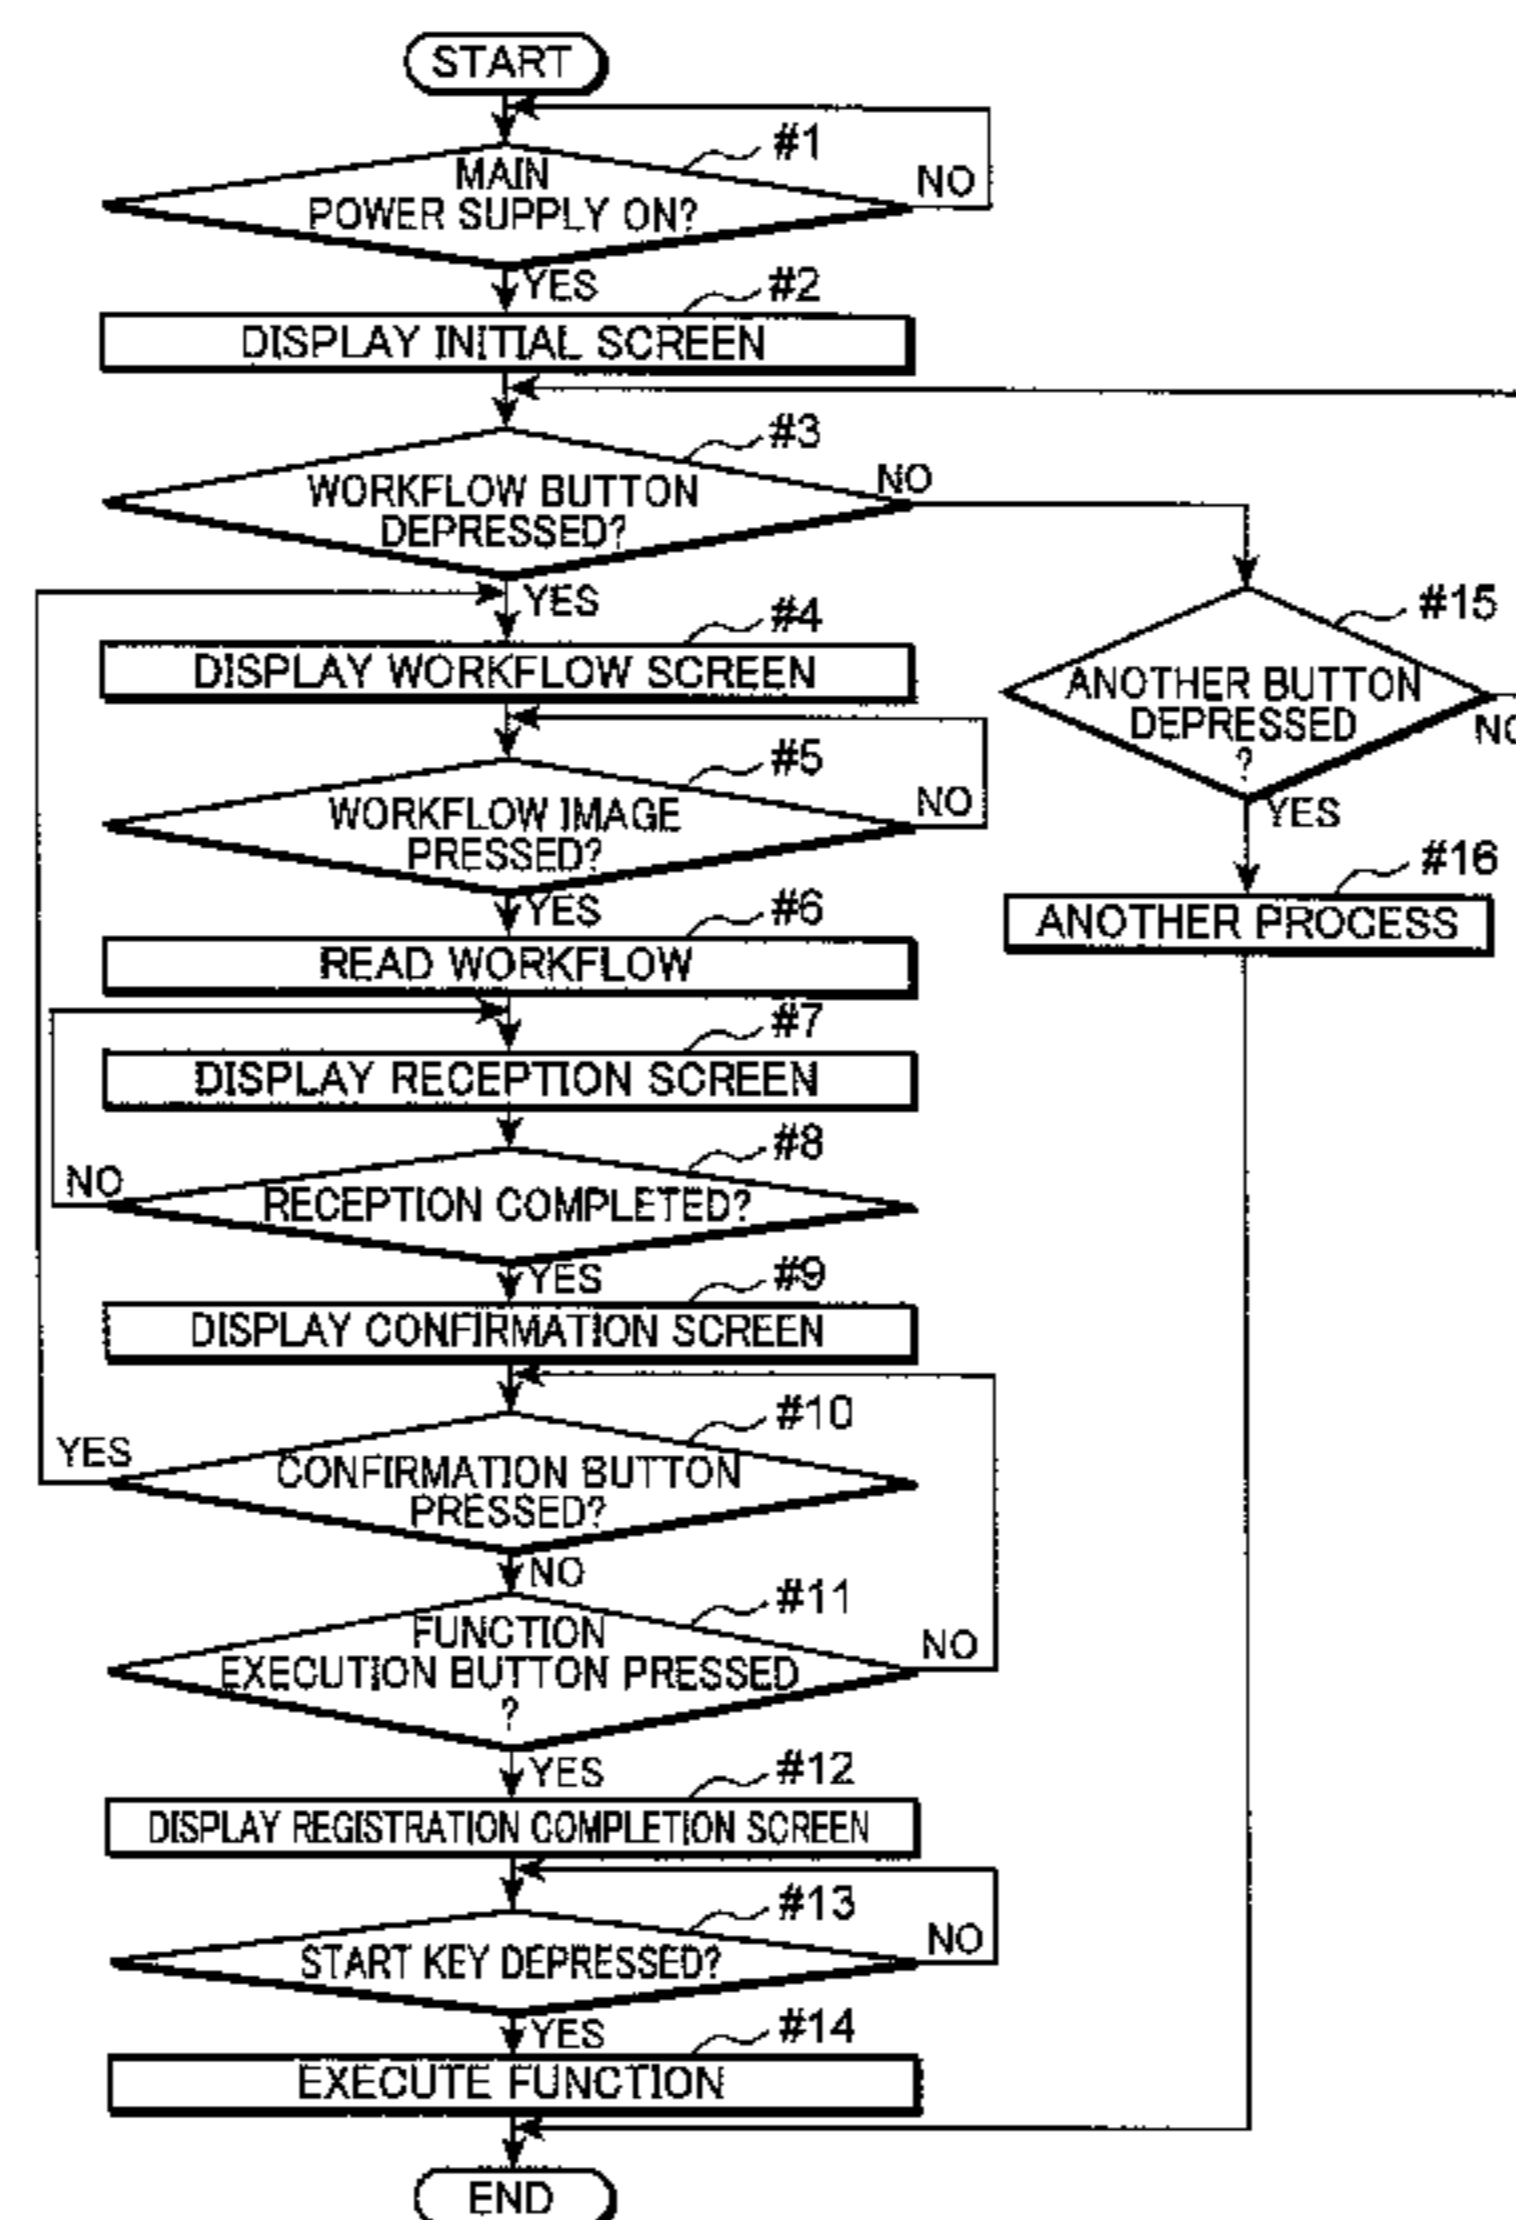 START
#1
MAIN
POWER SUPPLY ON?
NO
YES
#2
DISPLAY INITIAL SCREEN
#3
WORKFLOW BUTTON
DEPRESSED?
NO
YES
#4
DISPLAY WORKFLOW SCREEN
#5
WORKFLOW IMAGE
PRESSED?
NO
YES
#6
READ WORKFLOW
#7
DISPLAY RECEPTION SCREEN
#8
NO
RECEPTION COMPLETED?
YES
#9
DISPLAY CONFIRMATION SCREEN
#10
YES
CONFIRMATION BUTTON
PRESSED?
NO
#11
FUNCTION
EXECUTION BUTTON PRESSED
?
NO
YES
#12
DISPLAY REGISTRATION COMPLETION SCREEN
#13
START KEY DEPRESSED?
NO
YES
#14
EXECUTE FUNCTION
END
#15
ANOTHER BUTTON
DEPRESSED
?
NO
YES
#16
ANOTHER PROCESS